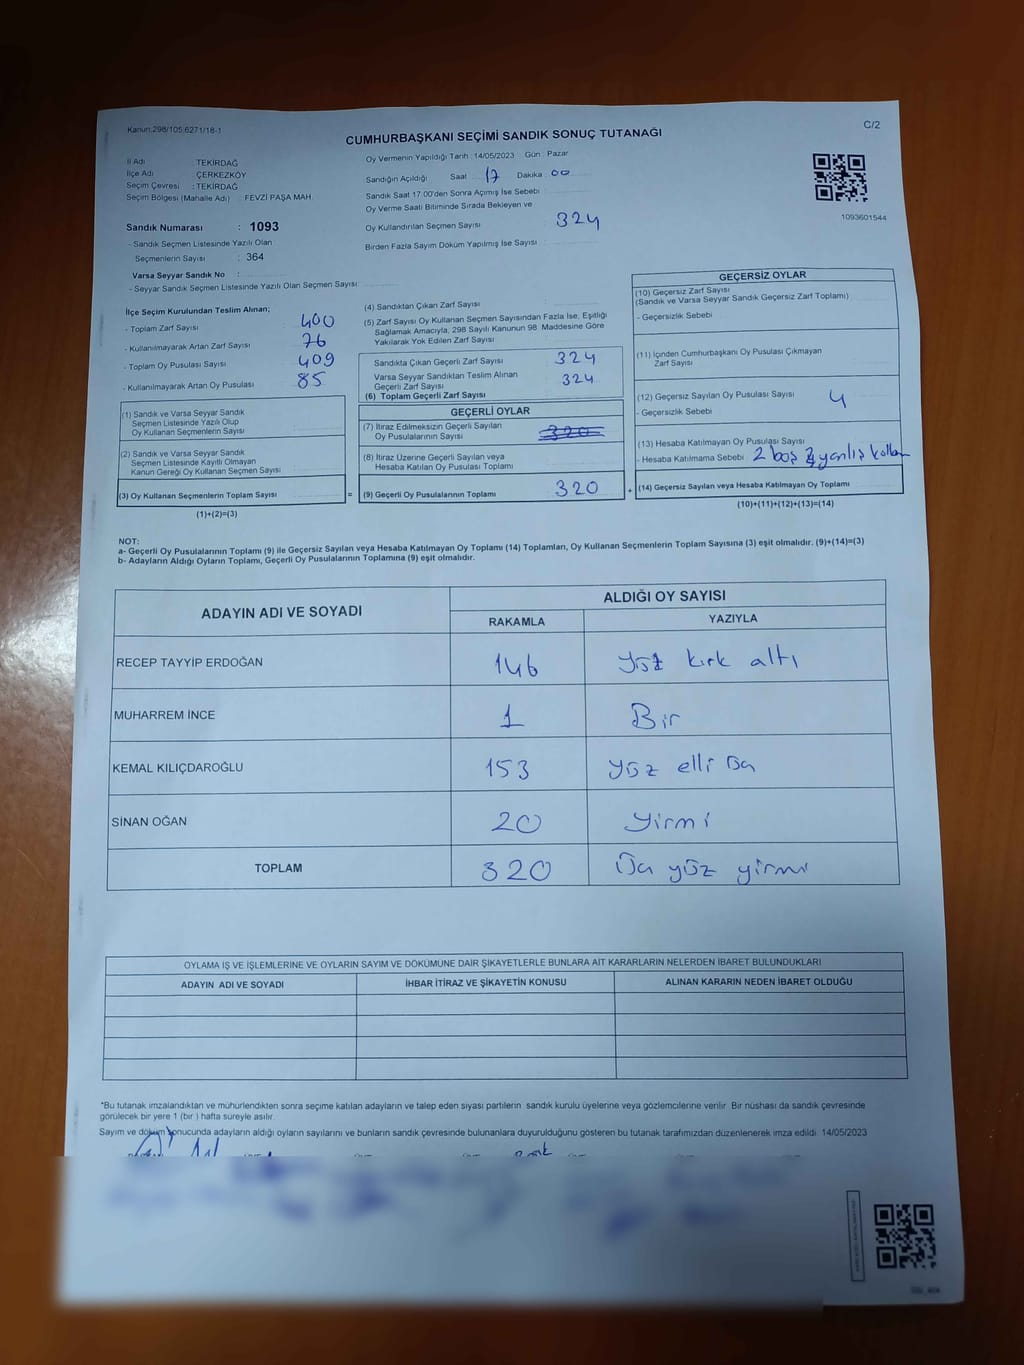 Kanun:298/105,6271/18-1
C/2
CUMHURBAŞKANI SEÇİMİ SANDIK SONUÇ TUTANAĞI
İl Adı : TEKİRDAĞ
İlçe Adı : ÇERKEZKÖY
Seçim Çevresi : TEKİRDAĞ
Seçim Bölgesi (Mahalle Adı) : FEVZİ PAŞA MAH.
Sandık Numarası : 1093
- Sandık Seçmen Listesinde Yazılı Olan
Seçmenlerin Sayısı : 364
Varsa Seyyar Sandık No :
- Seyyar Sandık Seçmen Listesinde Yazılı Olan Seçmen Sayısı:
Oy Vermenin Yapıldığı Tarih : 14/05/2023 Gün : Pazar
Sandığın Açıldığı Saat 17 Dakika : 00
Sandık Saat 17.00'den Sonra Açımış İse Sebebi :
Oy Verme Saati Bitiminde Sırada Bekleyen ve
Oy Kullandırılan Seçmen Sayısı : 324
Birden Fazla Sayım Döküm Yapılmış İse Sayısı :
1093601544
İlçe Seçim Kurulundan Teslim Alınan;
- Toplam Zarf Sayısı : 400
- Kullanılmayarak Artan Zarf Sayısı : 76
- Toplam Oy Pusulası Sayısı : 409
- Kullanılmayarak Artan Oy Pusulası : 85
(1) Sandık ve Varsa Seyyar Sandık
Seçmen Listesinde Yazılı Olup
Oy Kullanan Seçmenlerin Sayısı :
(2) Sandık ve Varsa Seyyar Sandık
Seçmen Listesinde Kayıtlı Olmayan
Kanun Gereği Oy Kullanan Seçmen Sayısı :
(3) Oy Kullanan Seçmenlerin Toplam Sayısı =
(1)+(2)=(3)
(4) Sandıktan Çıkan Zarf Sayısı :
(5) Zarf Sayısı Oy Kullanan Seçmen Sayısından Fazla İse, Eşitliği
Sağlamak Amacıyla, 298 Sayılı Kanunun 98. Maddesine Göre
Yakılarak Yok Edilen Zarf Sayısı :
Sandıkta Çıkan Geçerli Zarf Sayısı : 324
Varsa Seyyar Sandıktan Teslim Alınan
Geçerli Zarf Sayısı : 324
(6) Toplam Geçerli Zarf Sayısı :
GEÇERLİ OYLAR
(7) İtiraz Edilmeksizin Geçerli Sayılan
Oy Pusulalarının Sayısı : 320
(8) İtiraz Üzerine Geçerli Sayılan veya
Hesaba Katılan Oy Pusulası Toplamı :
(9) Geçerli Oy Pusulalarının Toplamı 320 +
GEÇERSİZ OYLAR
(10) Geçersiz Zarf Sayısı
(Sandık ve Varsa Seyyar Sandık Geçersiz Zarf Toplamı)
- Geçersizlik Sebebi :
(11) İçinden Cumhurbaşkanı Oy Pusulası Çıkmayan
Zarf Sayısı :
(12) Geçersiz Sayılan Oy Pusulası Sayısı : 4
- Geçersizlik Sebebi :
(13) Hesaba Katılmayan Oy Pusulası Sayısı :
- Hesaba Katılmama Sebebi : 2 boş 2 yanlış kullan
(14) Geçersiz Sayılan veya Hesaba Katılmayan Oy Toplamı
(10)+(11)+(12)+(13)=(14)
NOT:
a- Geçerli Oy Pusulalarının Toplamı (9) ile Geçersiz Sayılan veya Hesaba Katılmayan Oy Toplamı (14) Toplamları, Oy Kullanan Seçmenlerin Toplam Sayısına (3) eşit olmalıdır. (9)+(14)=(3)
b- Adayların Aldığı Oyların Toplamı, Geçerli Oy Pusulalarının Toplamına (9) eşit olmalıdır.
ADAYIN ADI VE SOYADI
ALDIĞI OY SAYISI
RAKAMLA YAZIYLA
RECEP TAYYİP ERDOĞAN 146 yüz kırk altı
MUHARREM İNCE 1 Bir
KEMAL KILIÇDAROĞLU 153 yüz elli üç
SİNAN OĞAN 20 yirmi
TOPLAM 320 Üç yüz yirmi
OYLAMA İŞ VE İŞLEMLERİNE VE OYLARIN SAYIM VE DÖKÜMÜNE DAİR ŞİKAYETLERLE BUNLARA AİT KARARLARIN NELERDEN İBARET BULUNDUKLARI
ADAYIN ADI VE SOYADI İHBAR İTİRAZ VE ŞİKAYETİN KONUSU ALINAN KARARIN NEDEN İBARET OLDUĞU
*Bu tutanak imzalandıktan ve mühürlendikten sonra seçime katılan adayların ve talep eden siyasi partilerin sandık kurulu üyelerine veya gözlemcilerine verilir. Bir nüshası da sandık çevresinde
görülecek bir yere 1 (bir ) hafta süreyle asılır.
Sayım ve döküm sonucunda adayların aldığı oyların sayılarını ve bunların sandık çevresinde bulunanlara duyurulduğunu gösteren bu tutanak tarafımızdan düzenlenerek imza edildi. 14/05/2023